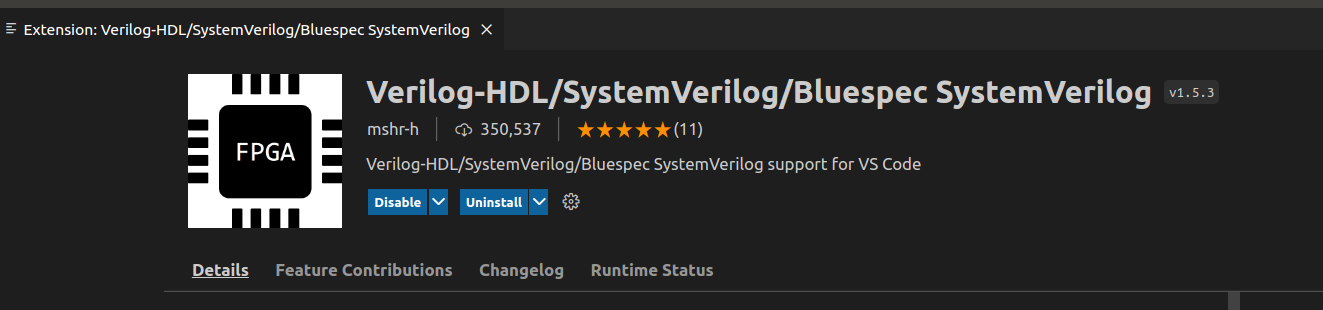 Extension: Verilog-HDL/SystemVerilog/Bluespec SystemVerilog
FPGA
Verilog-HDL/SystemVerilog/Bluespec SystemVerilog v1.5.3
mshr-h 350,537 (11)
Verilog-HDL/SystemVerilog/Bluespec SystemVerilog support for VS Code
Disable Uninstall
Details Feature Contributions Changelog Runtime Status